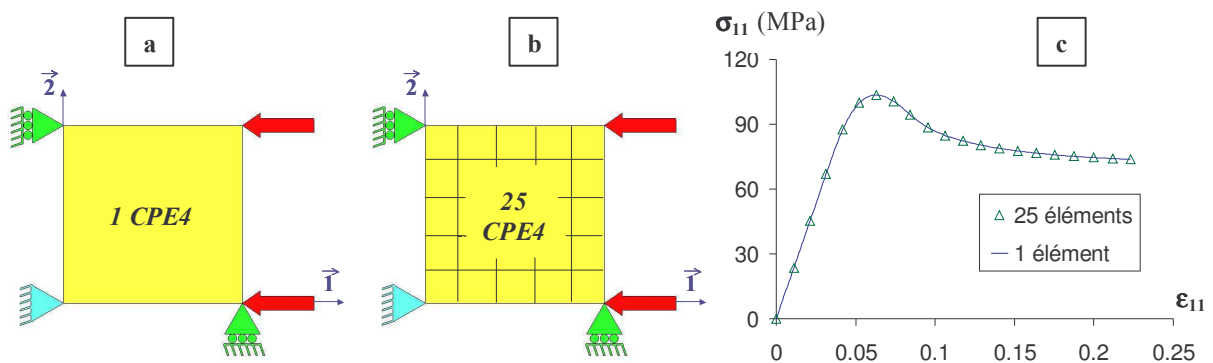 a
2
1 CPE4
1
b
2
25
CPE4
1
c
σ11 (MPa)
120
90
60
30
0
25 éléments
1 élément
ε11
0 0.05 0.1 0.15 0.2 0.25